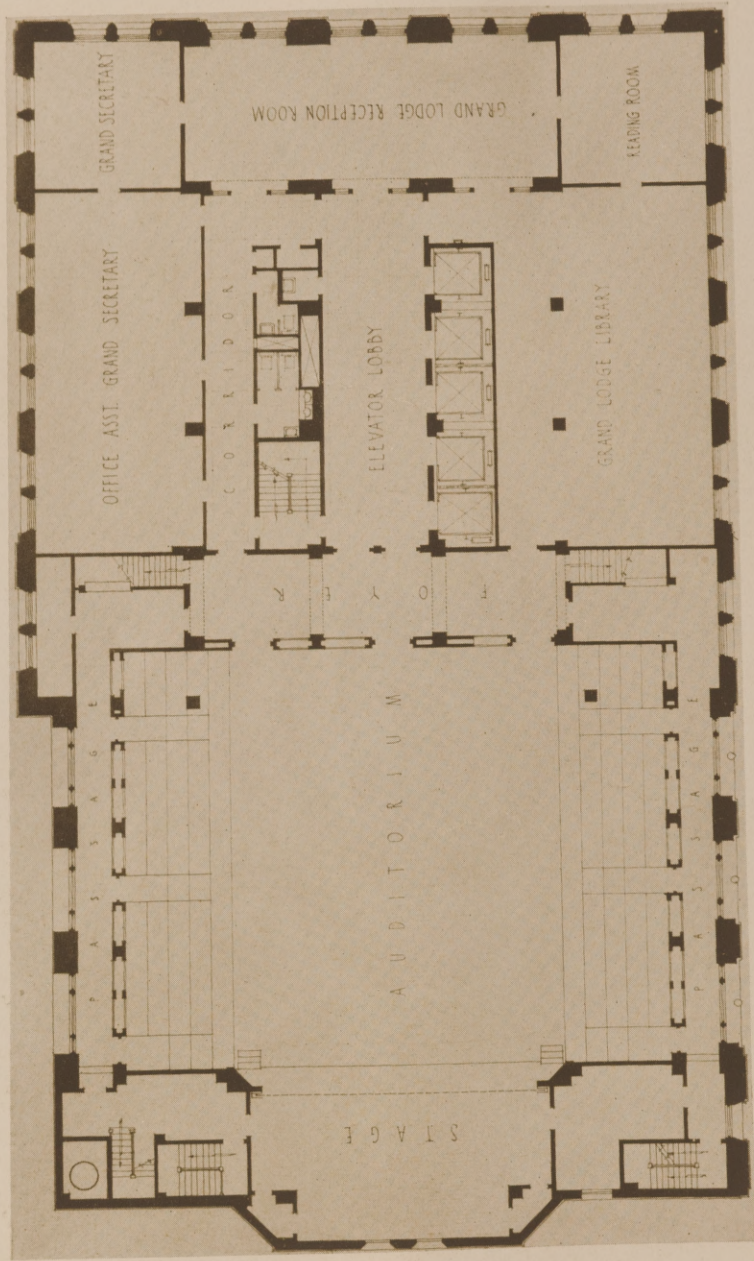 GRAND SECRETARY
GRAND LODGE RECEPTION ROOM
READING ROOM
OFFICE ASST. GRAND SECRETARY
CORRIDOR
ELEVATOR LOBBY
GRAND LODGE LIBRARY
FOYER
PASSAGE
AUDITORIUM
PASSAGE
STAGE